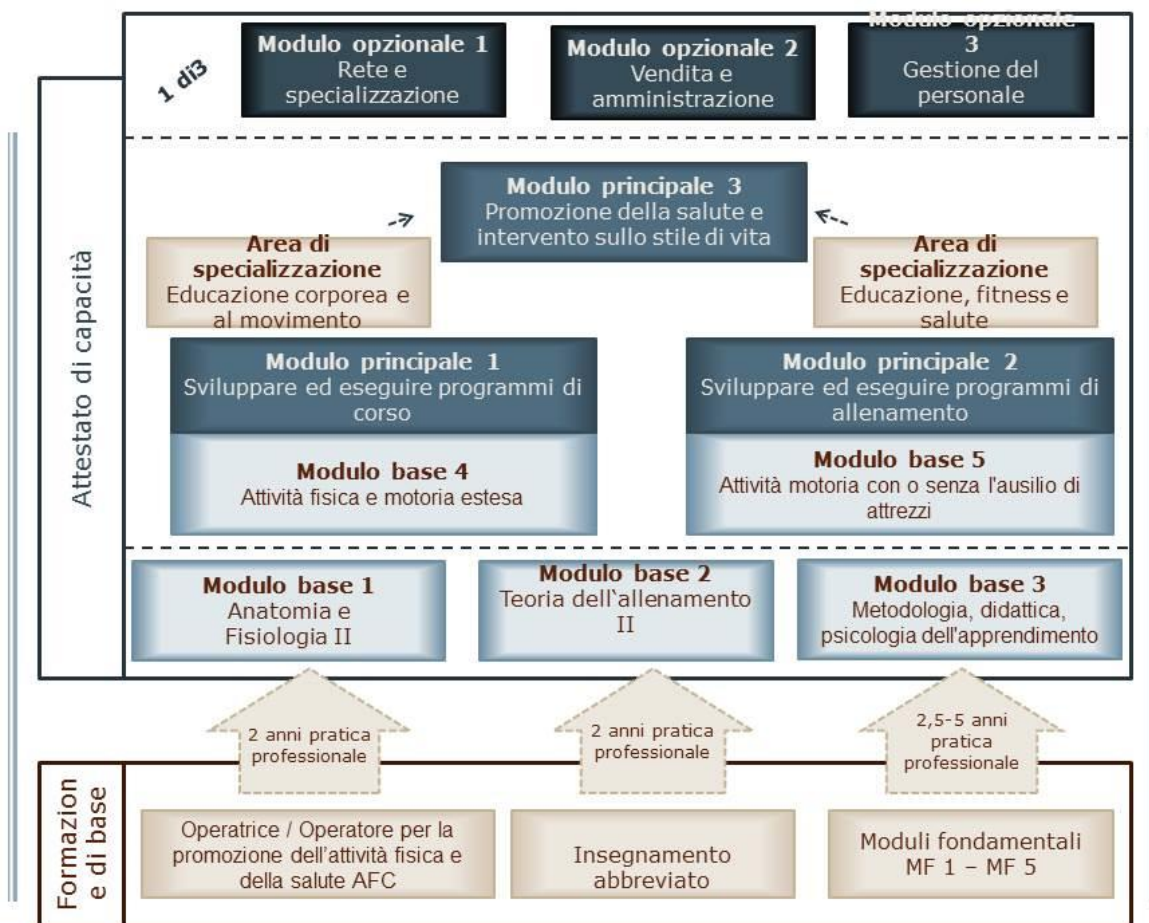 Attestato di capacità
1 di3
Modulo opzionale 1
Rete e
specializzazione
Modulo opzionale 2
Vendita e
amministrazione
Modulo opzionale
3
Gestione del
personale
Modulo principale 3
Promozione della salute e
intervento sullo stile di vita
Area di
specializzazione
Educazione corporea e
al movimento
Area di
specializzazione
Educazione, fitness e
salute
Modulo principale 1
Sviluppare ed eseguire programmi di
corso
Modulo principale 2
Sviluppare ed eseguire programmi di
allenamento
Modulo base 4
Attività fisica e motoria estesa
Modulo base 5
Attività motoria con o senza l'ausilio di
attrezzi
Modulo base 1
Anatomia e
Fisiologia II
Modulo base 2
Teoria dell`allenamento
II
Modulo base 3
Metodologia, didattica,
psicologia dell'apprendimento
2 anni pratica
professionale
2 anni pratica
professionale
2,5-5 anni
pratica
professionale
Formazion
e di base
Operatrice / Operatore per la
promozione dell’attività fisica e
della salute AFC
Insegnamento
abbreviato
Moduli fondamentali
MF 1 – MF 5